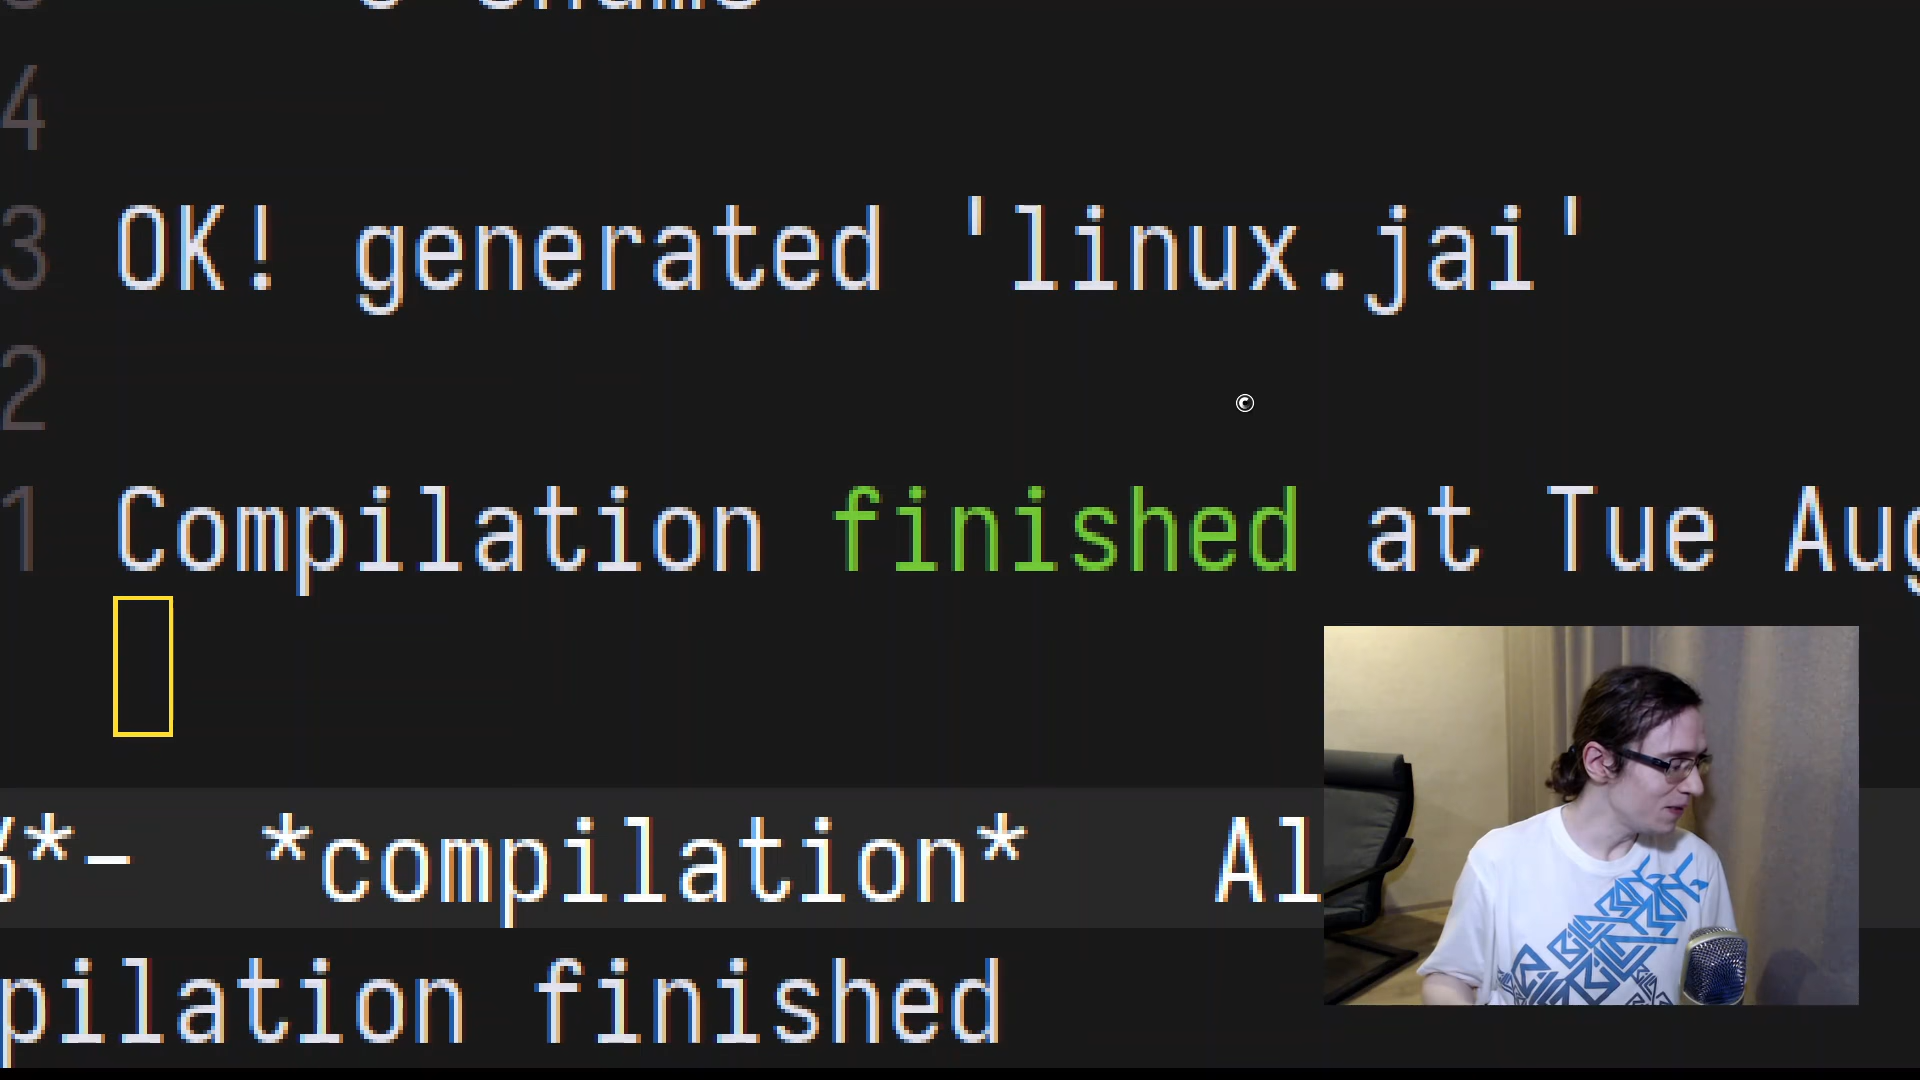 4
3 OK! generated 'linux.jai'
2
1 Compilation finished at Tue Aug
*- *compilation* Al
pilation finished